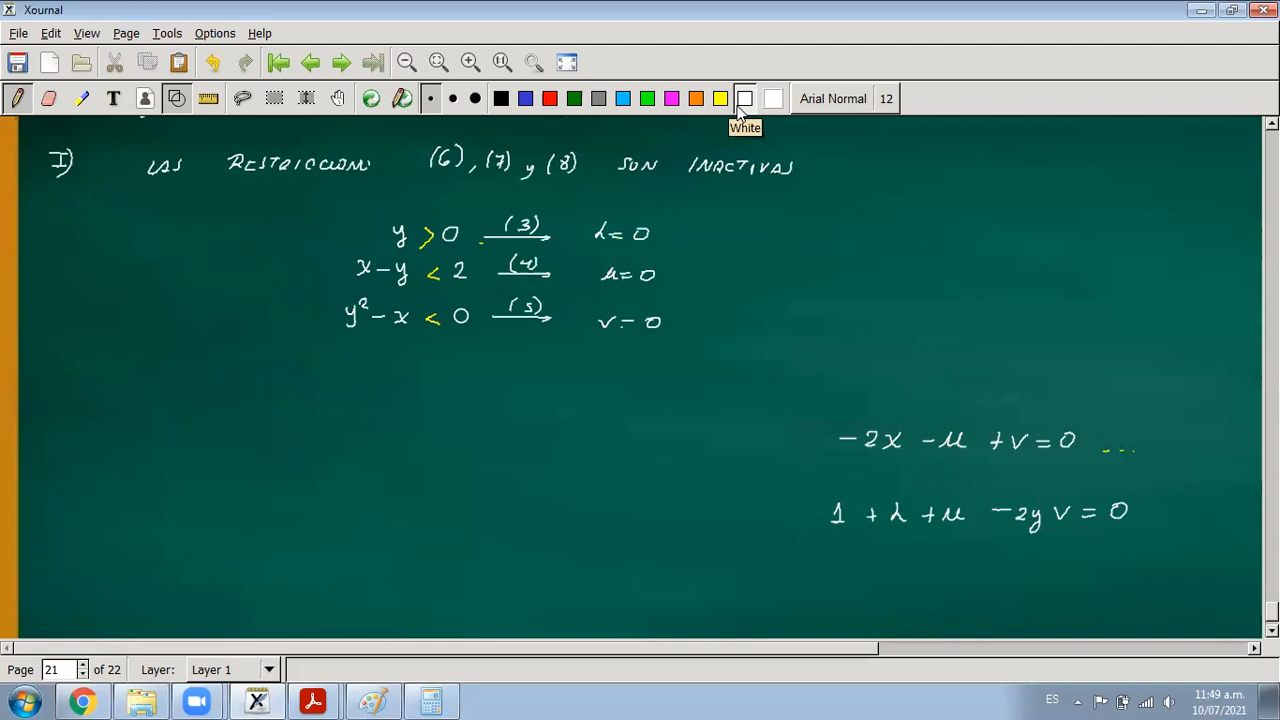 Xournal
File Edit View Page Tools Options Help
Arial Normal 12
White
I) LAS RESTRICCION (6), (7) y (8) SON INACTIVAS
y > 0 (3) λ = 0
x - y < 2 (4) μ = 0
y² - x < 0 (5) ν = 0
-2x - μ + ν = 0 ...
1 + λ + μ - 2y ν = 0
Page 21 of 22 Layer: Layer 1
ES 11:49 a.m.
10/07/2021